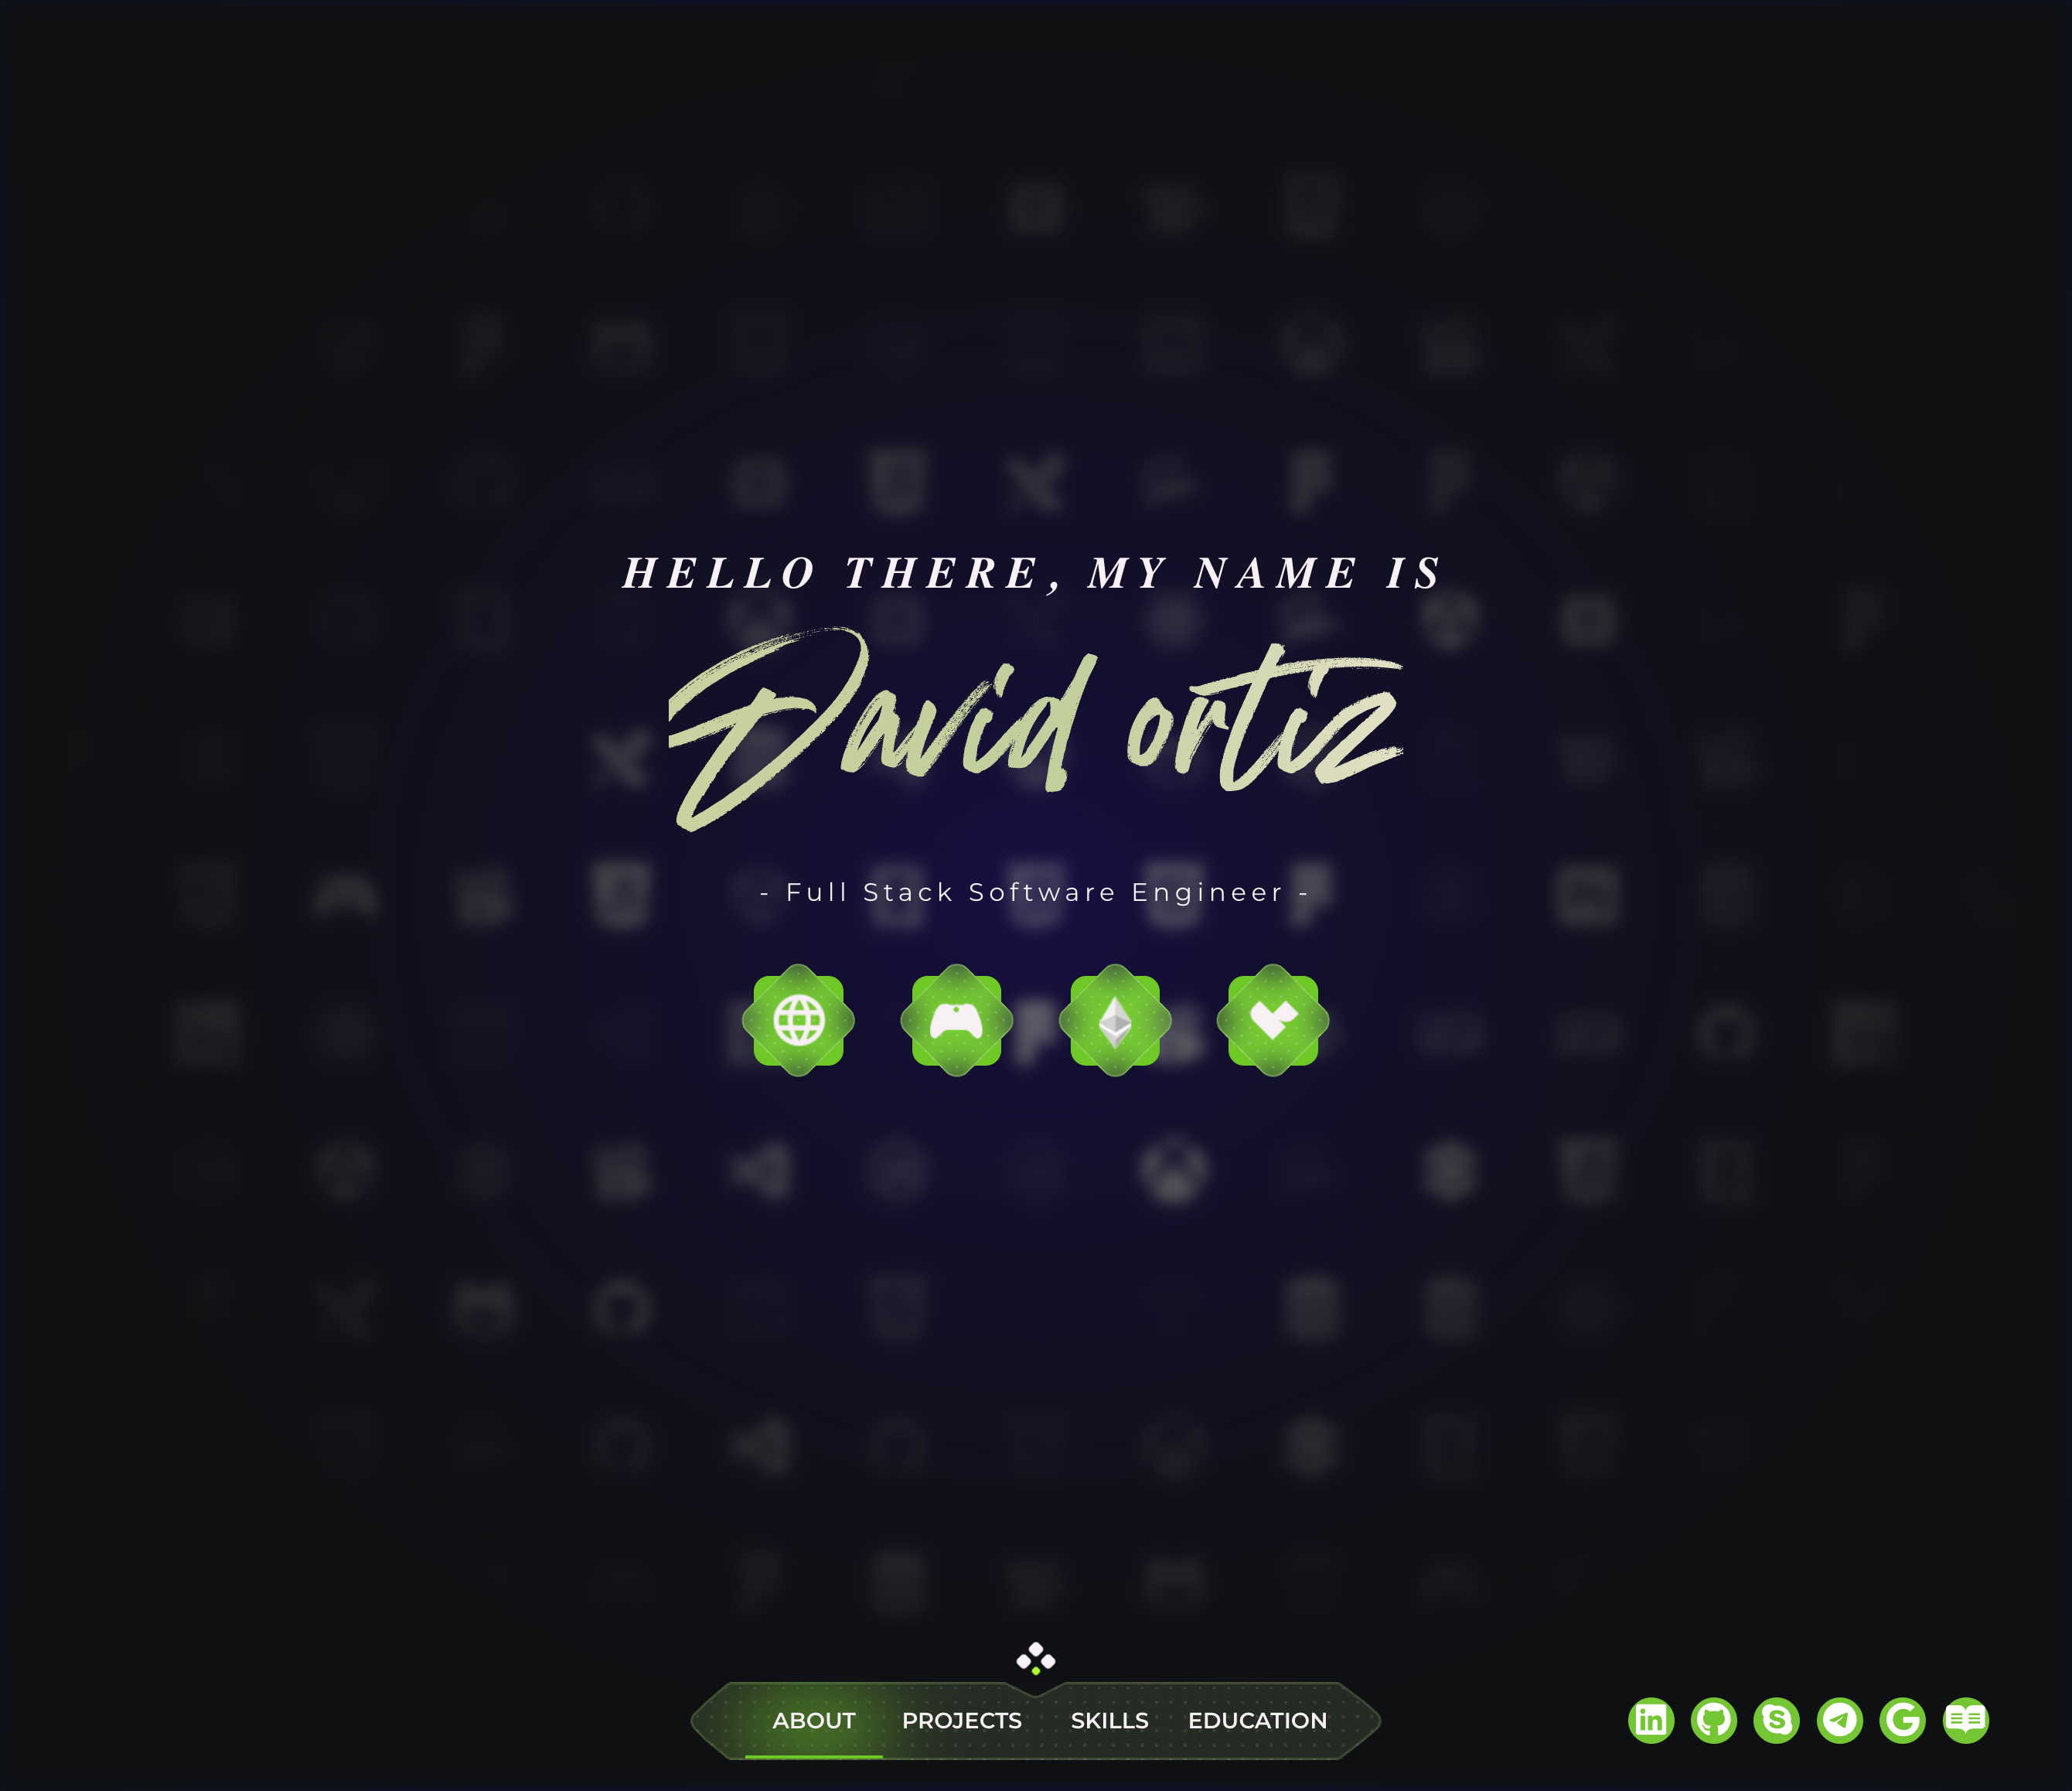 HELLO THERE, MY NAME IS
David ortiz
- Full Stack Software Engineer -
ABOUT PROJECTS SKILLS EDUCATION